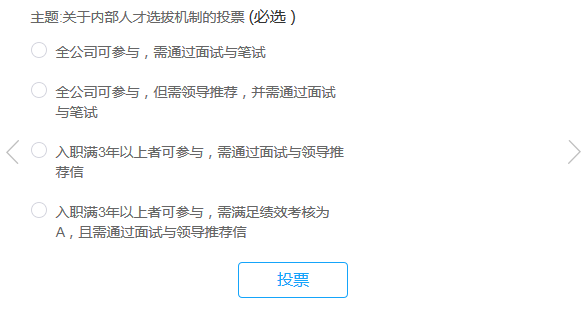 主题:关于内部人才选拔机制的投票 (必选)
全公司可参与，需通过面试与笔试
全公司可参与，但需领导推荐，并需通过面试
与笔试
入职满3年以上者可参与，需通过面试与领导推
荐信
入职满3年以上者可参与，需满足绩效考核为
A，且需通过面试与领导推荐信
投票